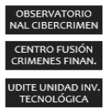 OBSERVATORIO
NAL CIBERCRIMEN
CENTRO FUSIÓN
CRIMENES FINAN.
UDITE UNIDAD INV.
TECNOLÓGICA